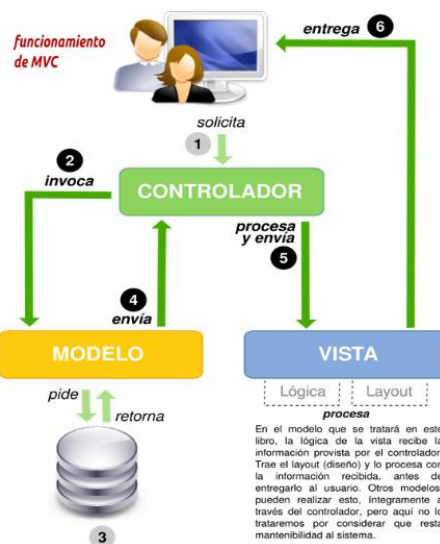 funcionamiento
de MVC
entrega 6
solicita
1
2
invoca
CONTROLADOR
procesa
y envía
5
4
envía
MODELO
VISTA
Lógica
Layout
procesa
pide
retorna
3
En el modelo que se tratará en este
libro, la lógica de la vista recibe la
información provista por el controlador.
Trae el layout (diseño) y lo procesa con
la información recibida, antes de
entregarlo al usuario. Otros modelos,
pueden realizar esto, íntegramente a
través del controlador, pero aquí no lo
trataremos por considerar que resta
mantenibilidad al sistema.